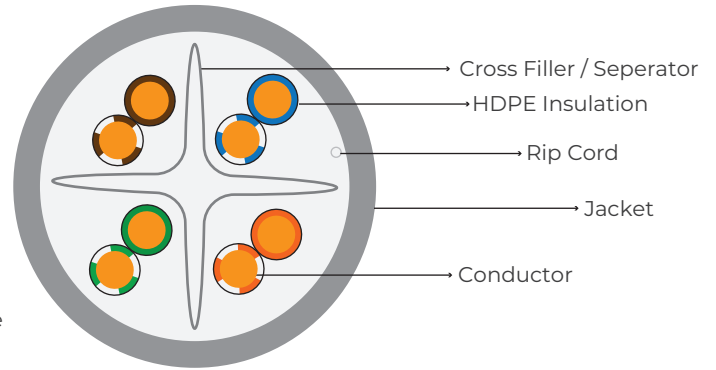 Cross Filler / Seperator
HDPE Insulation
Rip Cord
Jacket
Conductor
e